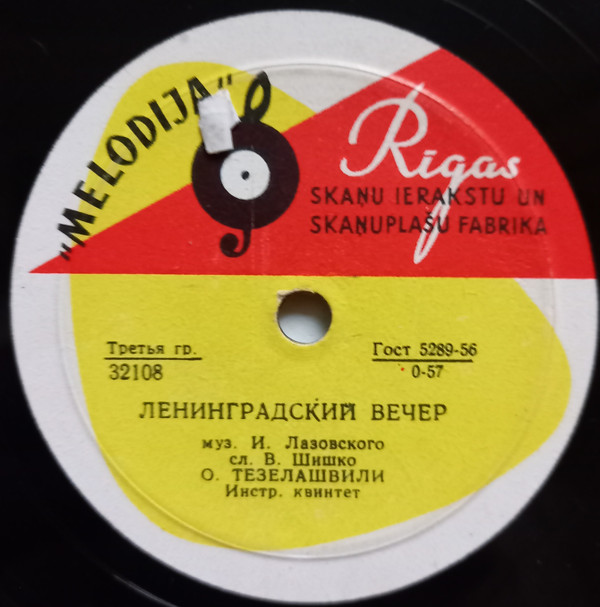 „MELODIJA”
Rīgas
SKAŅU IERAKSTU UN
SKAŅUPLAŠU FABRIKA
Третья гр.
32108
Гост 5289-56
0-57
ЛЕНИНГРАДСКИЙ ВЕЧЕР
муз. И. Лазовского
сл. В. Шишко
О. ТЕЗЕЛАШВИЛИ
Инстр. квинтет